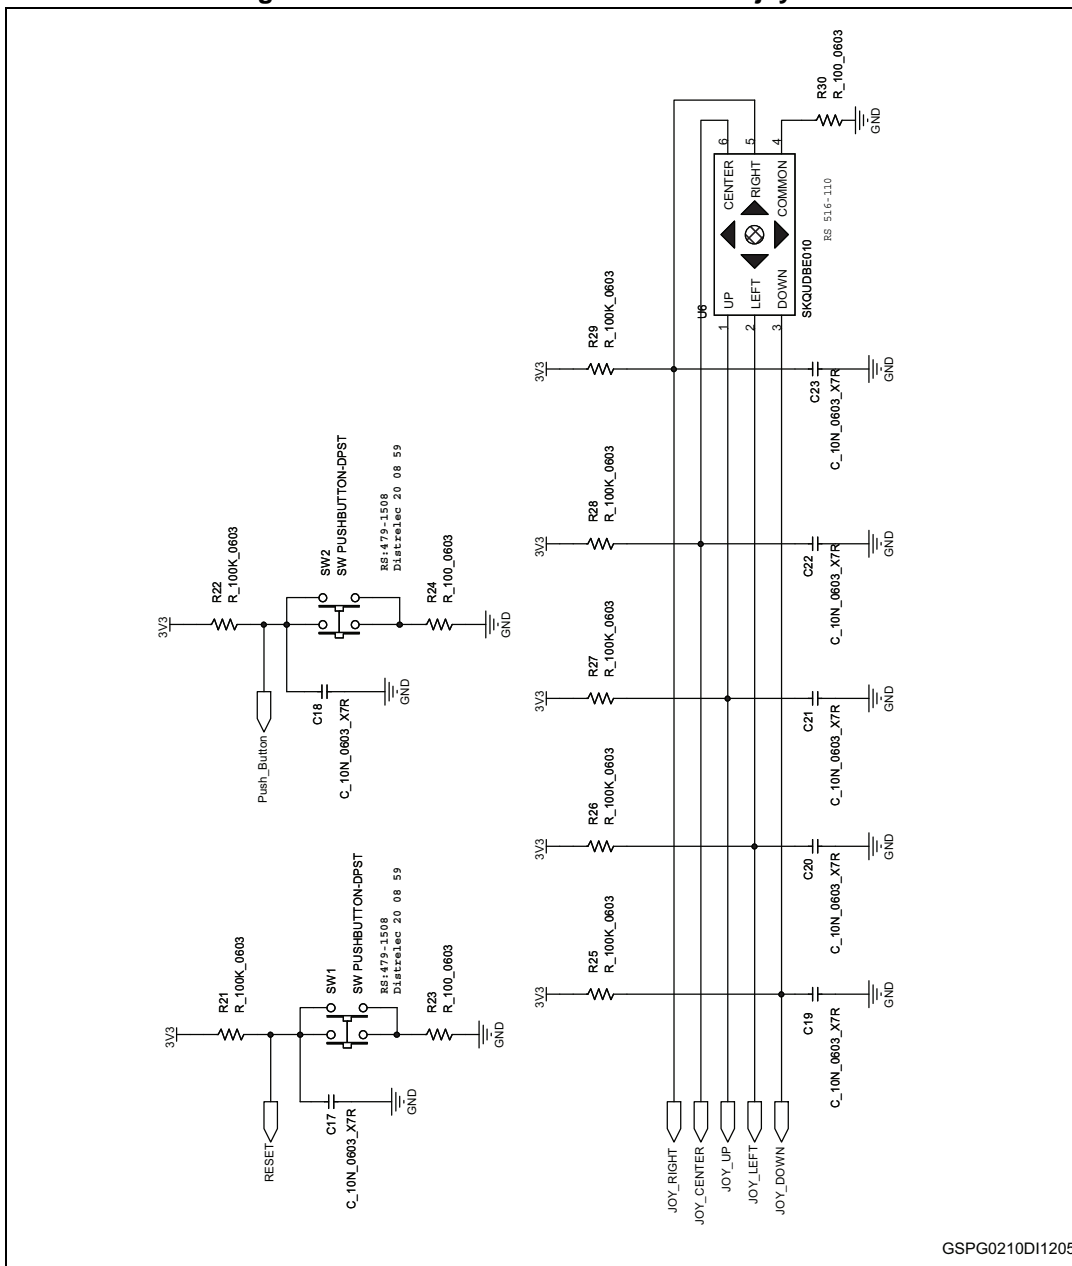 R30
R_100_0603
GND
6
5
4
CENTER
RIGHT
COMMON
RS 516-110
UP
LEFT
DOWN
U6
SKQUDBE010
1
2
3
3V3
R29
R_100K_0603
C23
C_10N_0603_X7R
GND
3V3
R28
R_100K_0603
C22
C_10N_0603_X7R
GND
3V3
R27
R_100K_0603
C21
C_10N_0603_X7R
GND
3V3
R26
R_100K_0603
C20
C_10N_0603_X7R
GND
3V3
R25
R_100K_0603
C19
C_10N_0603_X7R
GND
JOY_RIGHT
JOY_CENTER
JOY_UP
JOY_LEFT
JOY_DOWN
3V3
R22
R_100K_0603
SW2
SW PUSHBUTTON-DPST
RS:479-1508
Distrelec 20 08 59
R24
R_100_0603
GND
Push_Button
C18
C_10N_0603_X7R
GND
3V3
R21
R_100K_0603
SW1
SW PUSHBUTTON-DPST
RS:479-1508
Distrelec 20 08 59
R23
R_100_0603
GND
RESET
C17
C_10N_0603_X7R
GND
GSPG0210DI1205